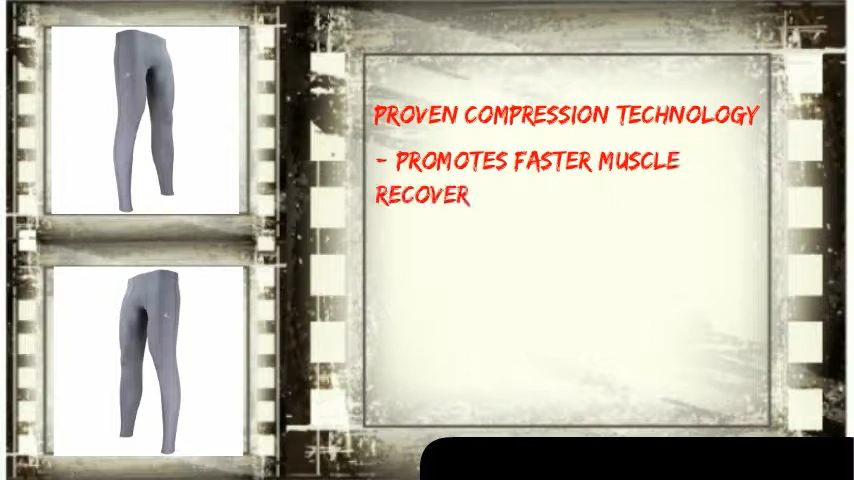 PROVEN COMPRESSION TECHNOLOGY
- PROMOTES FASTER MUSCLE
RECOVER